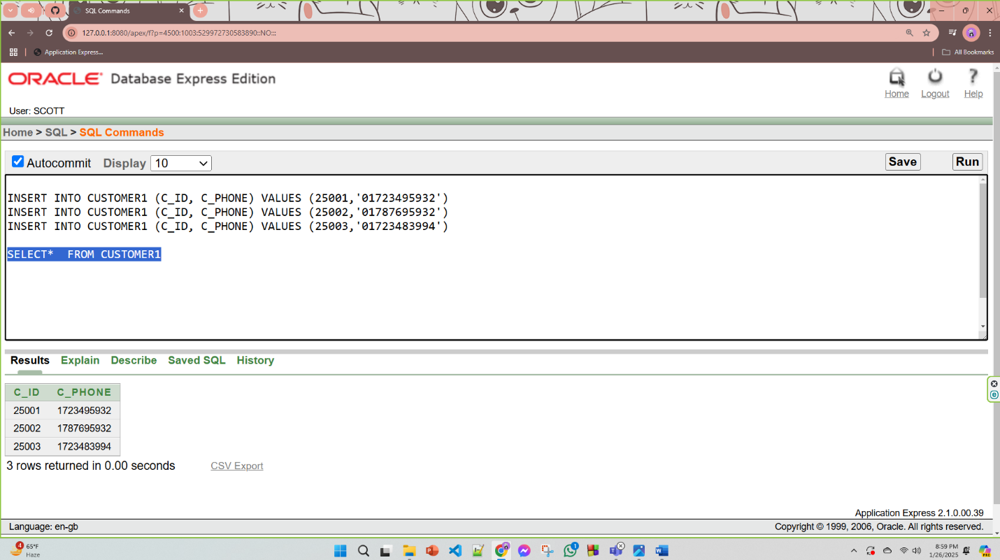 SQL Commands
127.0.0.1:8080/apex/f?p=4500:1003:529972730583890::NO:::
Application Express...
All Bookmarks
ORACLE Database Express Edition
Home Logout Help
User: SCOTT
Home > SQL > SQL Commands
Autocommit Display 10 Save Run
INSERT INTO CUSTOMER1 (C_ID, C_PHONE) VALUES (25001,'01723495932')
INSERT INTO CUSTOMER1 (C_ID, C_PHONE) VALUES (25002,'01787695932')
INSERT INTO CUSTOMER1 (C_ID, C_PHONE) VALUES (25003,'01723483994')
SELECT*  FROM CUSTOMER1
Results Explain Describe Saved SQL History
C_ID C_PHONE
25001 1723495932
25002 1787695932
25003 1723483994
3 rows returned in 0.00 seconds CSV Export
Application Express 2.1.0.00.39
Language: en-gb Copyright © 1999, 2006, Oracle. All rights reserved.
4 65°F
Haze
1
8:59 PM
1/26/2025